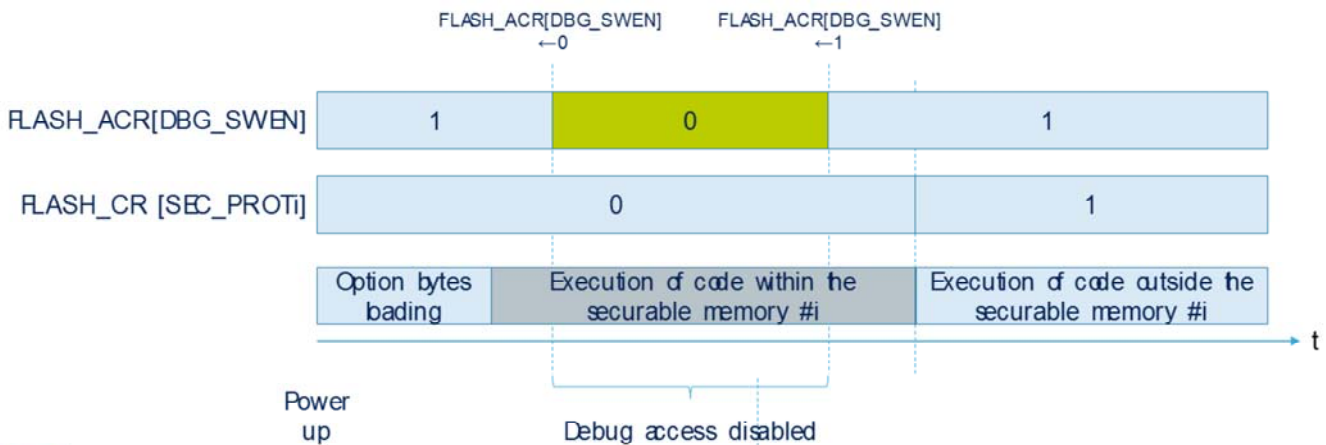 FLASH_ACR[DBG_SWEN]
←0
FLASH_ACR[DBG_SWEN]
←1
FLASH_ACR[DBG_SWEN]
1
0
1
FLASH_CR [SEC_PROTi]
0
1
Option bytes
loading
Execution of code within the
securable memory #i
Execution of code outside the
securable memory #i
t
Power
up
Debug access disabled